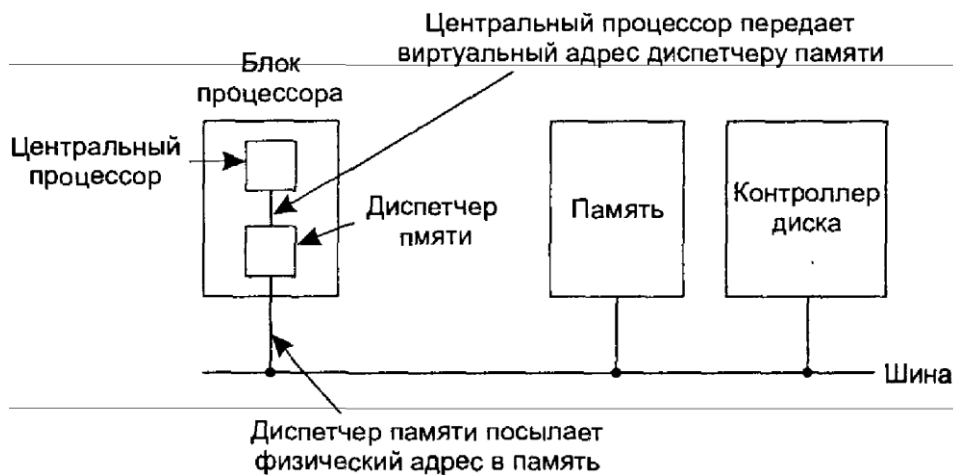 Центральный процессор передает
виртуальный адрес диспетчеру памяти
Блок
процессора
Центральный
процессор
Диспетчер
пмяти
Память
Контроллер
диска
Шина
Диспетчер памяти посылает
физический адрес в память